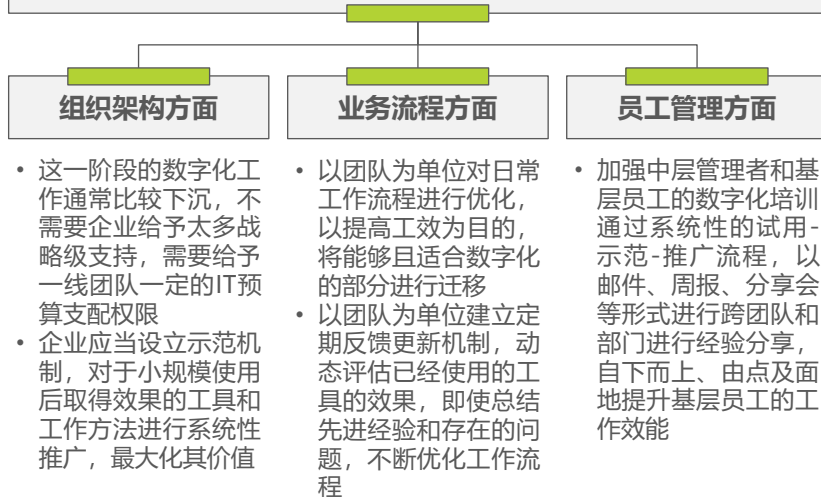 组织架构方面
• 这一阶段的数字化工
作通常比较下沉，不
需要企业给予太多战
略级支持，需要给予
一线团队一定的IT预
算支配权限
• 企业应当设立示范机
制，对于小规模使用
后取得效果的工具和
工作方法进行系统性
推广，最大化其价值
业务流程方面
• 以团队为单位对日常
工作流程进行优化，
以提高工效为目的，
将能够且适合数字化
的部分进行迁移
• 以团队为单位建立定
期反馈更新机制，动
态评估已经使用的工
具的效果，即使总结
先进经验和存在的问
题，不断优化工作流
程
员工管理方面
• 加强中层管理者和基
层员工的数字化培训
通过系统性的试用-
示范-推广流程，以
邮件、周报、分享会
等形式进行跨团队和
部门进行经验分享，
自下而上、由点及面
地提升基层员工的工
作效能